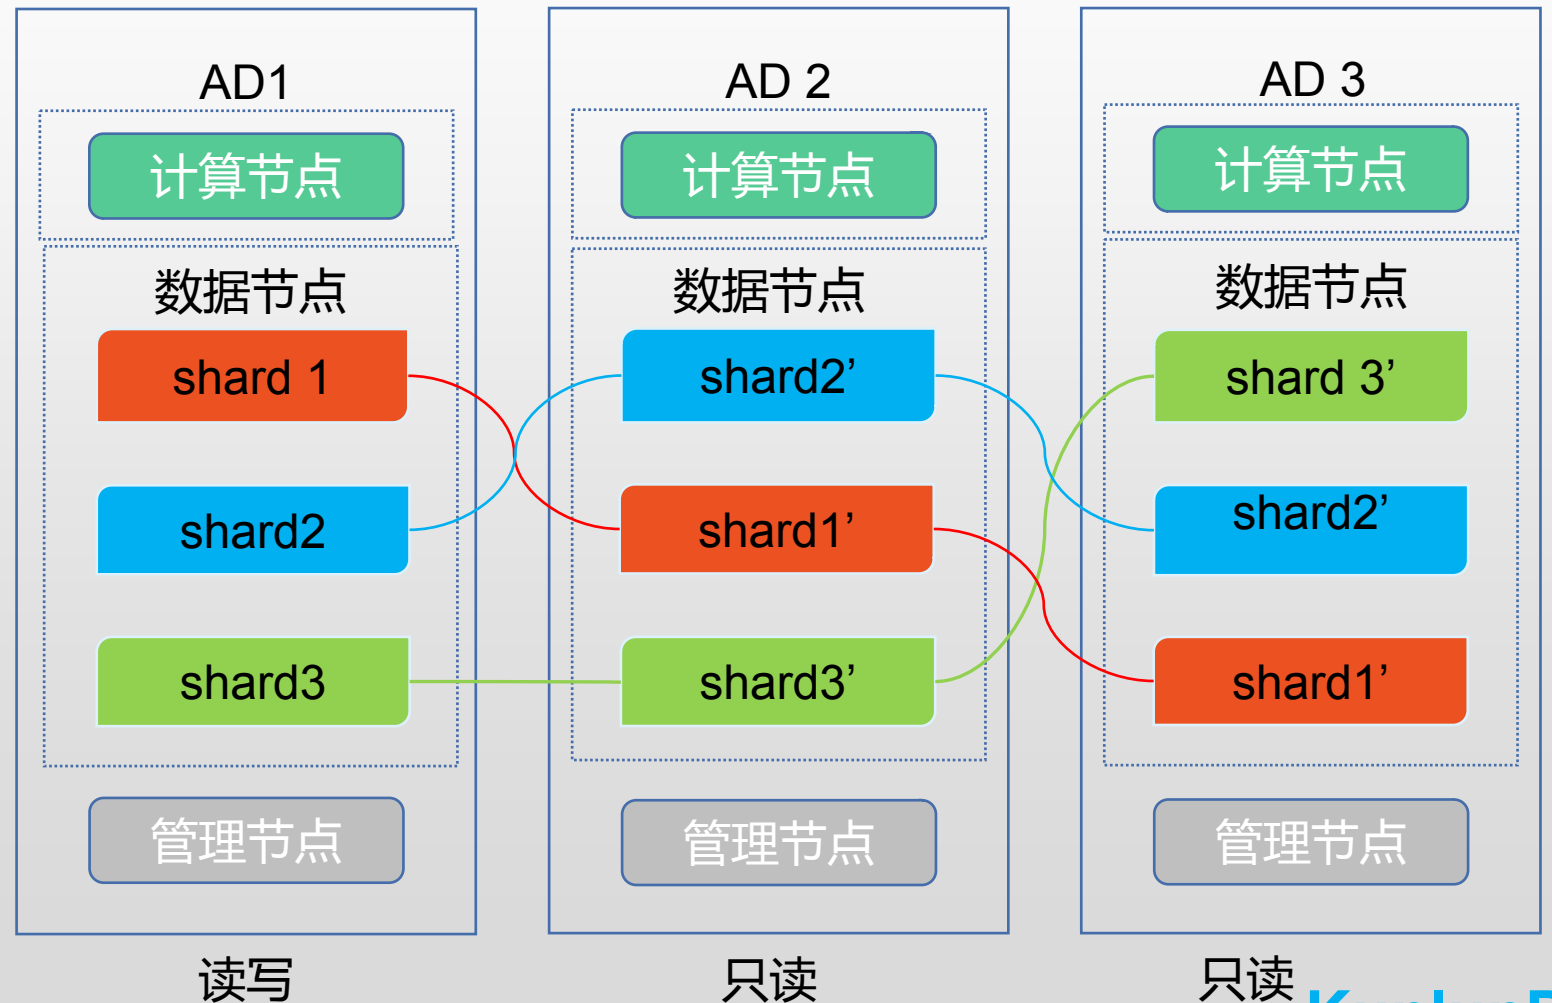 AD1
计算节点
数据节点
shard 1
shard2
shard3
管理节点
读写
AD 2
计算节点
数据节点
shard2’
shard1’
shard3’
管理节点
只读
AD 3
计算节点
数据节点
shard 3’
shard2’
shard1’
管理节点
只读